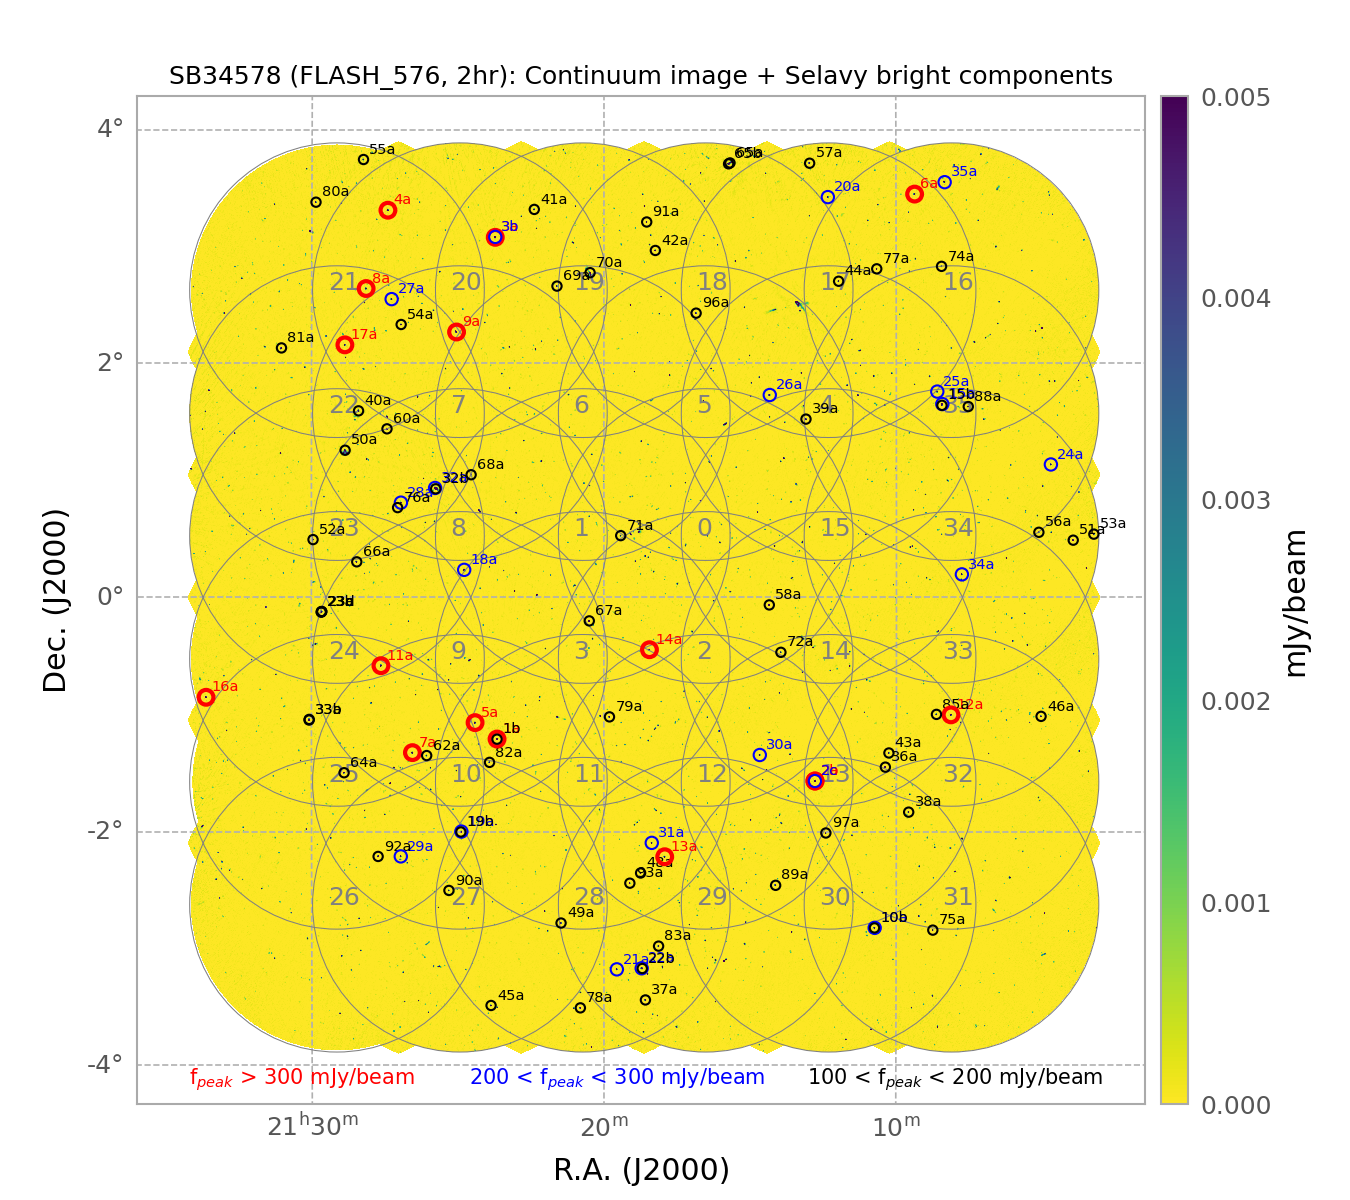 SB34578 (FLASH_576, 2hr): Continuum image + Selavy bright components
0.005
4°
55a
57a
35a
20a
6a
80a
4a
41a
91a
3b
42a
70a
69a
74a
77a
44a
21
20
19
18
17
16
8a
27a
0.004
96a
54a
9a
17a
81a
2°
26a
25a
15b
88a
40a
39a
22
7
6
5
4
60a
50a
24a
68a
32b
28a
76a
0.003
56a
51a
53a
52a
23
8
1
71a
0
15
34
66a
18a
34a
mJy/beam
Dec. (J2000)
0°
58a
67a
14a
72a
24
9
3
2
14
33
11a
16a
0.002
33b
5a
79a
85a
12a
46a
1b
7a
62a
82a
30a
43a
36a
64a
25
10
11
12
13
32
38a
-2°
19b
31a
97a
13a
92a
29a
90a
89a
0.001
26
27
28
29
30
31
49a
10b
75a
83a
21a
22b
45a
78a
37a
-4°
f_peak > 300 mJy/beam
200 < f_peak < 300 mJy/beam
100 < f_peak < 200 mJy/beam
0.000
21h30m
20m
10m
R.A. (J2000)